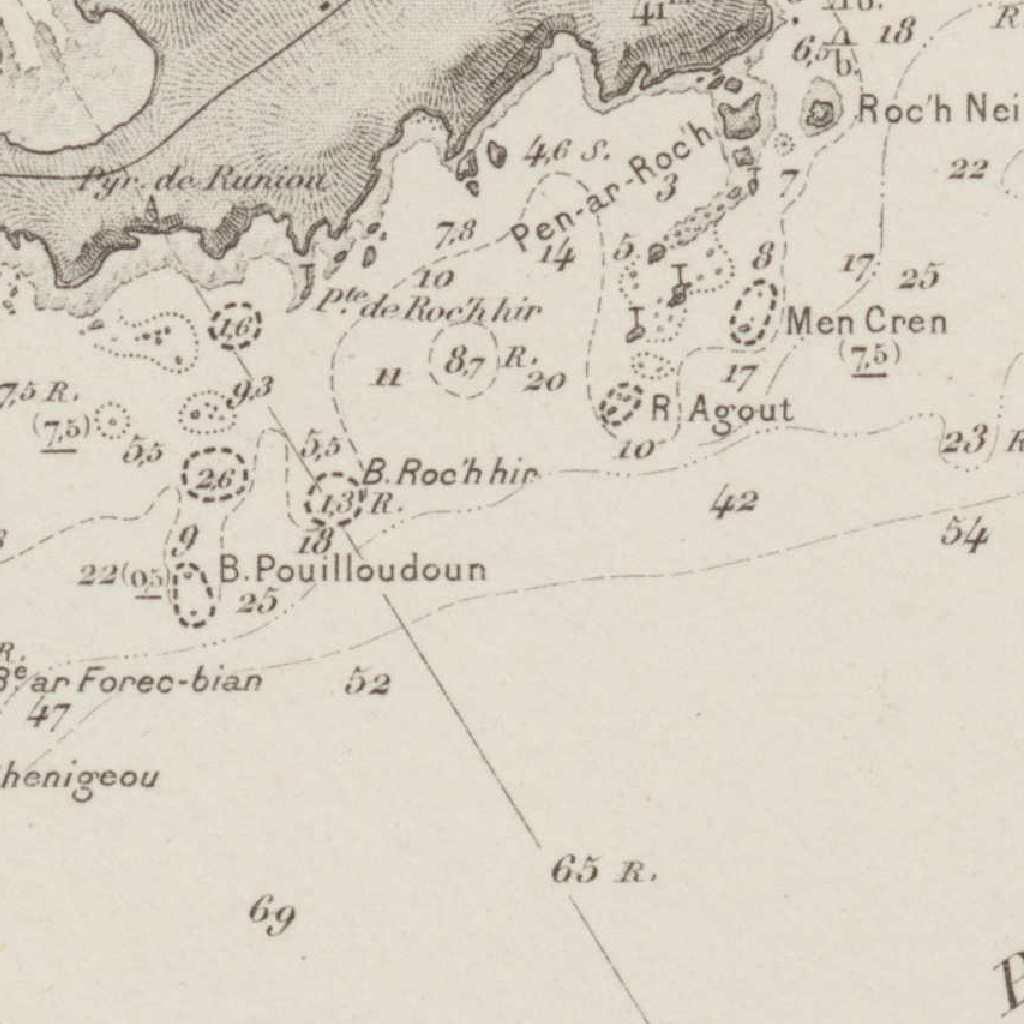 41
18
R
6,5
b.
Roc'h Nei
4,6 S.
22
Pyr. de Runiou
Pen-ar-Roc'h
3
7
7,8
14
5
8
17
25
10
Pte. de Roc'h hir
1,6
Men Cren
(7,5)
11
8,7
R.
20
17
7,5 R.
9,3
(7,5)
R. Agout
5,5
5,5
10
23
R
B. Roc'h hir
2,6
1,3
R.
42
9
18
54
22
(0,5)
B. Pouilloudoun
25
R.
Be ar Forec-bian
52
47
henigeou
65 R.
69
P